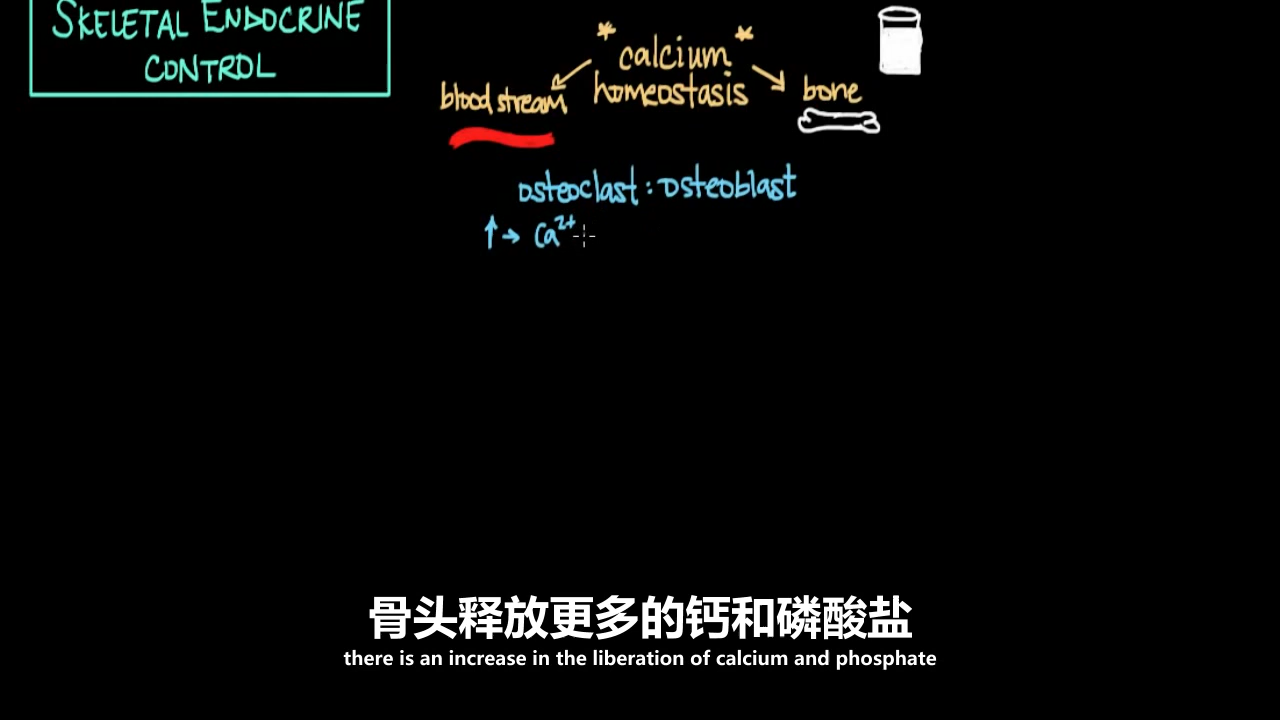 SKELETAL ENDOCRINE
CONTROL
* calcium *
homeostasis
blood stream
bone
osteoclast : osteoblast
↑ → Ca²⁺
骨头释放更多的钙和磷酸盐
there is an increase in the liberation of calcium and phosphate